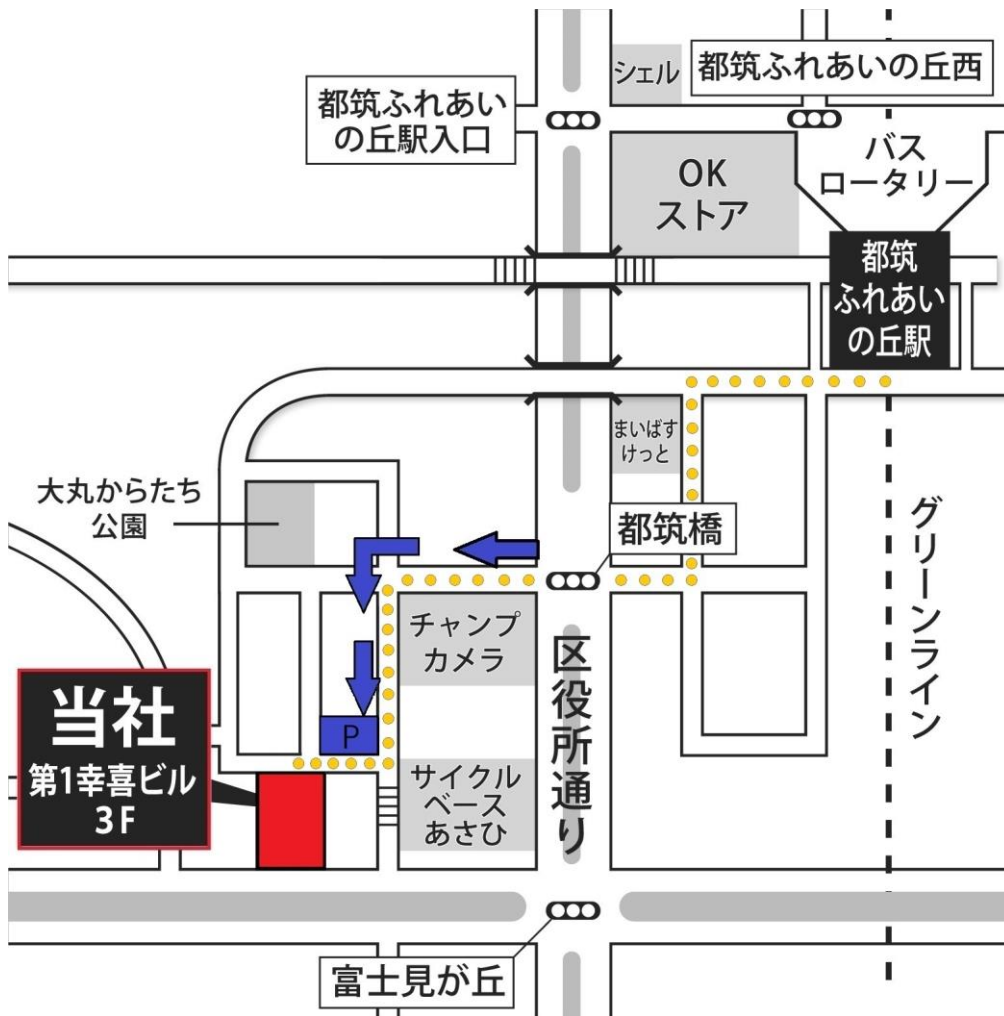 シェル
都筑ふれあいの丘西
都筑ふれあい
の丘駅入口
バス
ロータリー
OK
ストア
都筑
ふれあい
の丘駅
まいばす
けっと
大丸からたち
公園
都筑橋
グリーンライン
チャンプ
カメラ
区役所通り
当社
第1幸喜ビル
3F
P
サイクル
ベース
あさひ
富士見が丘